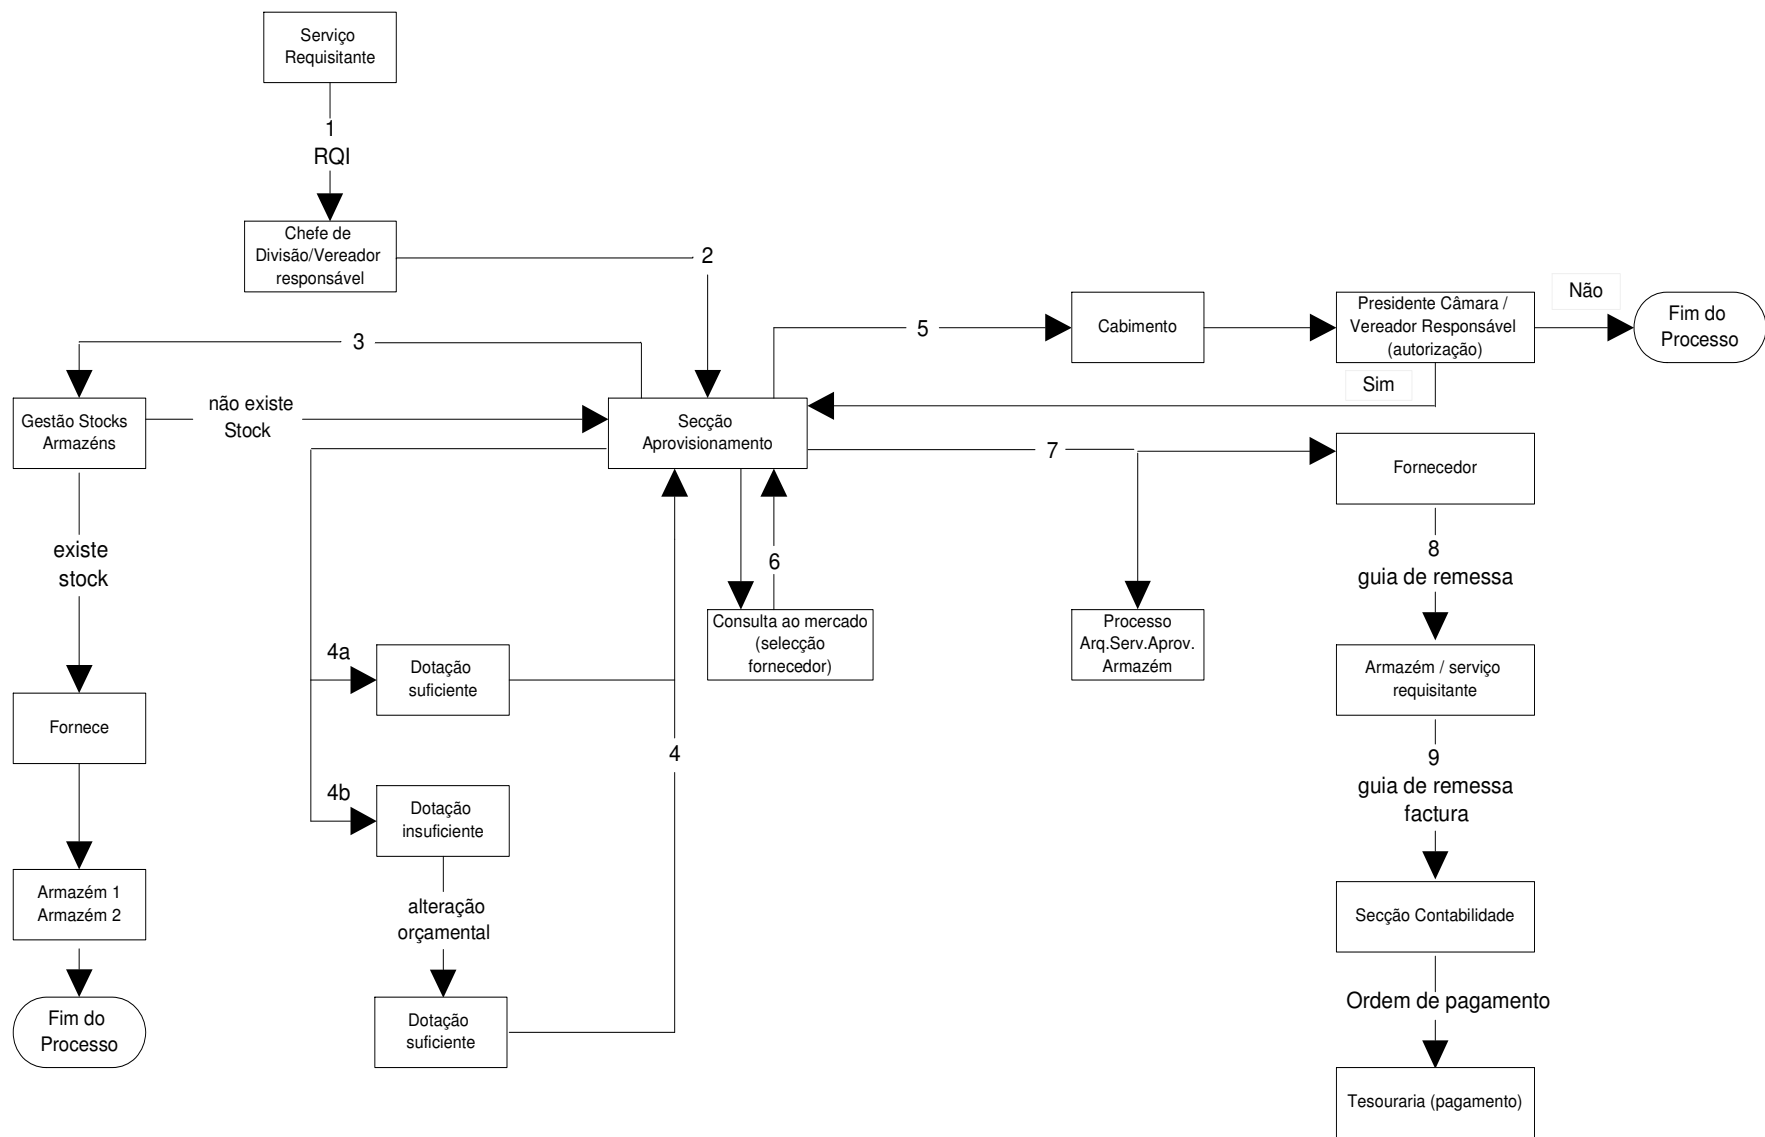 Serviço
Requisitante
1
RQI
Chefe de
Divisão/Vereador
responsável
2
3
5
Cabimento
Presidente Câmara /
Vereador Responsável
(autorização)
Não
Fim do
Processo
Sim
Gestão Stocks
Armazéns
não existe
Stock
Secção
Aprovisionamento
7
Fornecedor
existe
stock
6
8
guia de remessa
Consulta ao mercado
(selecção
fornecedor)
Processo
Arq.Serv.Aprov.
Armazém
4a
Dotação
suficiente
Armazém / serviço
requisitante
Fornece
4
9
guia de remessa
factura
4b
Dotação
insuficiente
Armazém 1
Armazém 2
alteração
orçamental
Secção Contabilidade
Fim do
Processo
Dotação
suficiente
Ordem de pagamento
Tesouraria (pagamento)